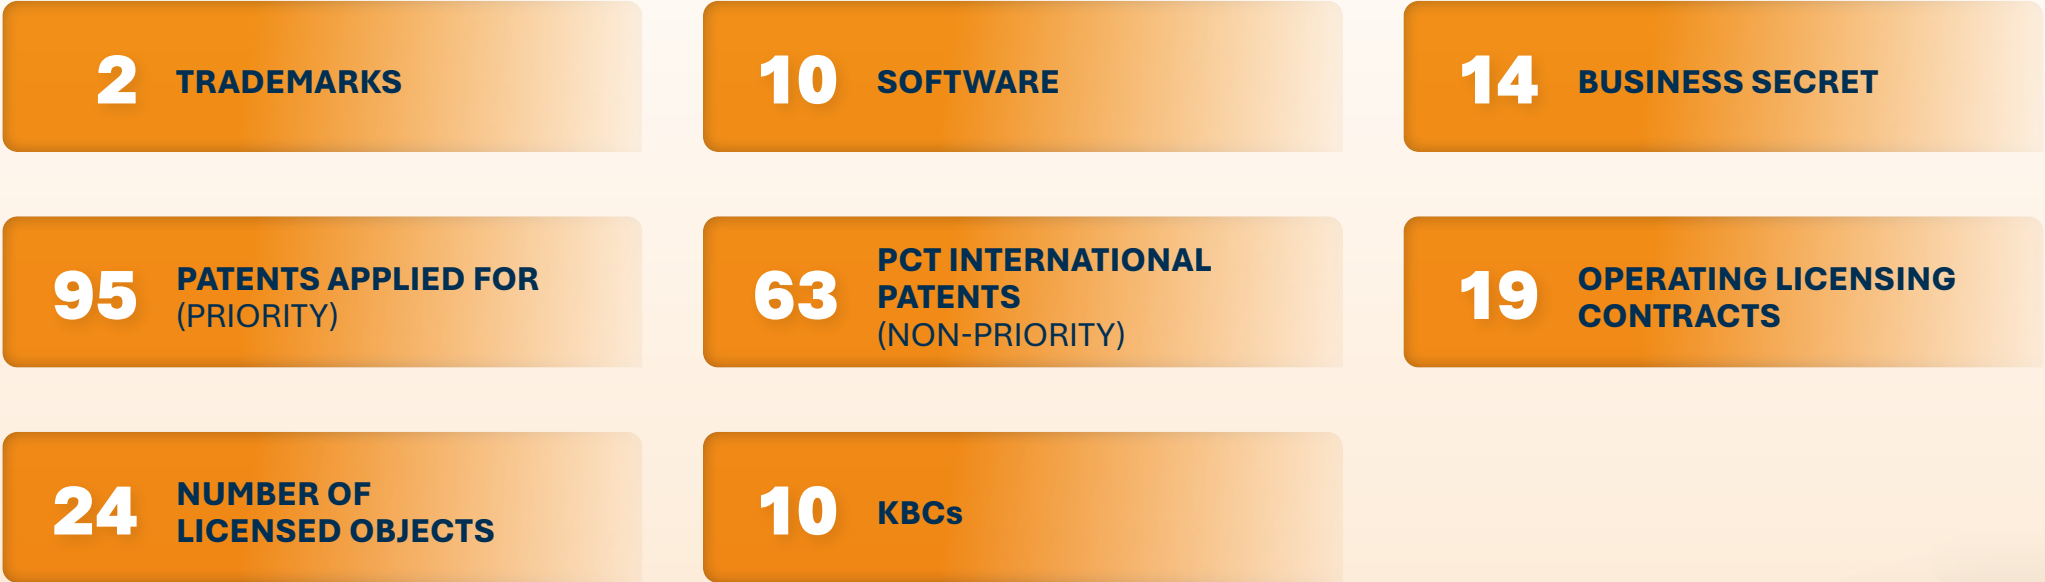 2 TRADEMARKS
10 SOFTWARE
14 BUSINESS SECRET
95 PATENTS APPLIED FOR
(PRIORITY)
63 PCT INTERNATIONAL
PATENTS
(NON-PRIORITY)
19 OPERATING LICENSING
CONTRACTS
24 NUMBER OF
LICENSED OBJECTS
10 KBCs